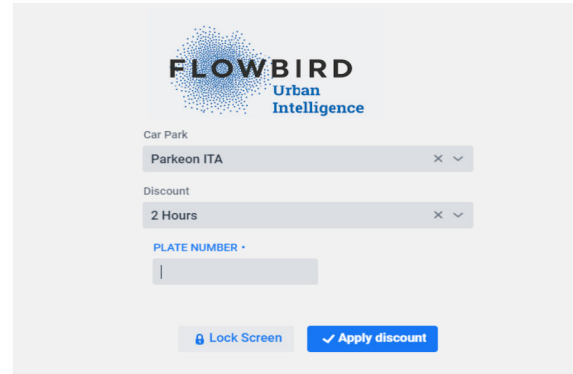 FLOWBIRD
Urban
Intelligence
Car Park
Parkeon ITA
Discount
2 Hours
PLATE NUMBER •
Lock Screen
Apply discount